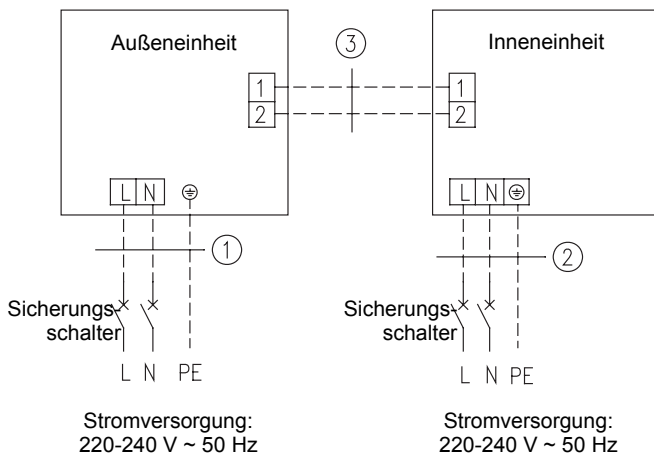 Außeneinheit
3
Inneneinheit
1
1
2
2
L N
L N
1
2
Sicherungs-
schalter
Sicherungs-
schalter
L N PE
L N PE
Stromversorgung:
220-240 V ~ 50 Hz
Stromversorgung:
220-240 V ~ 50 Hz